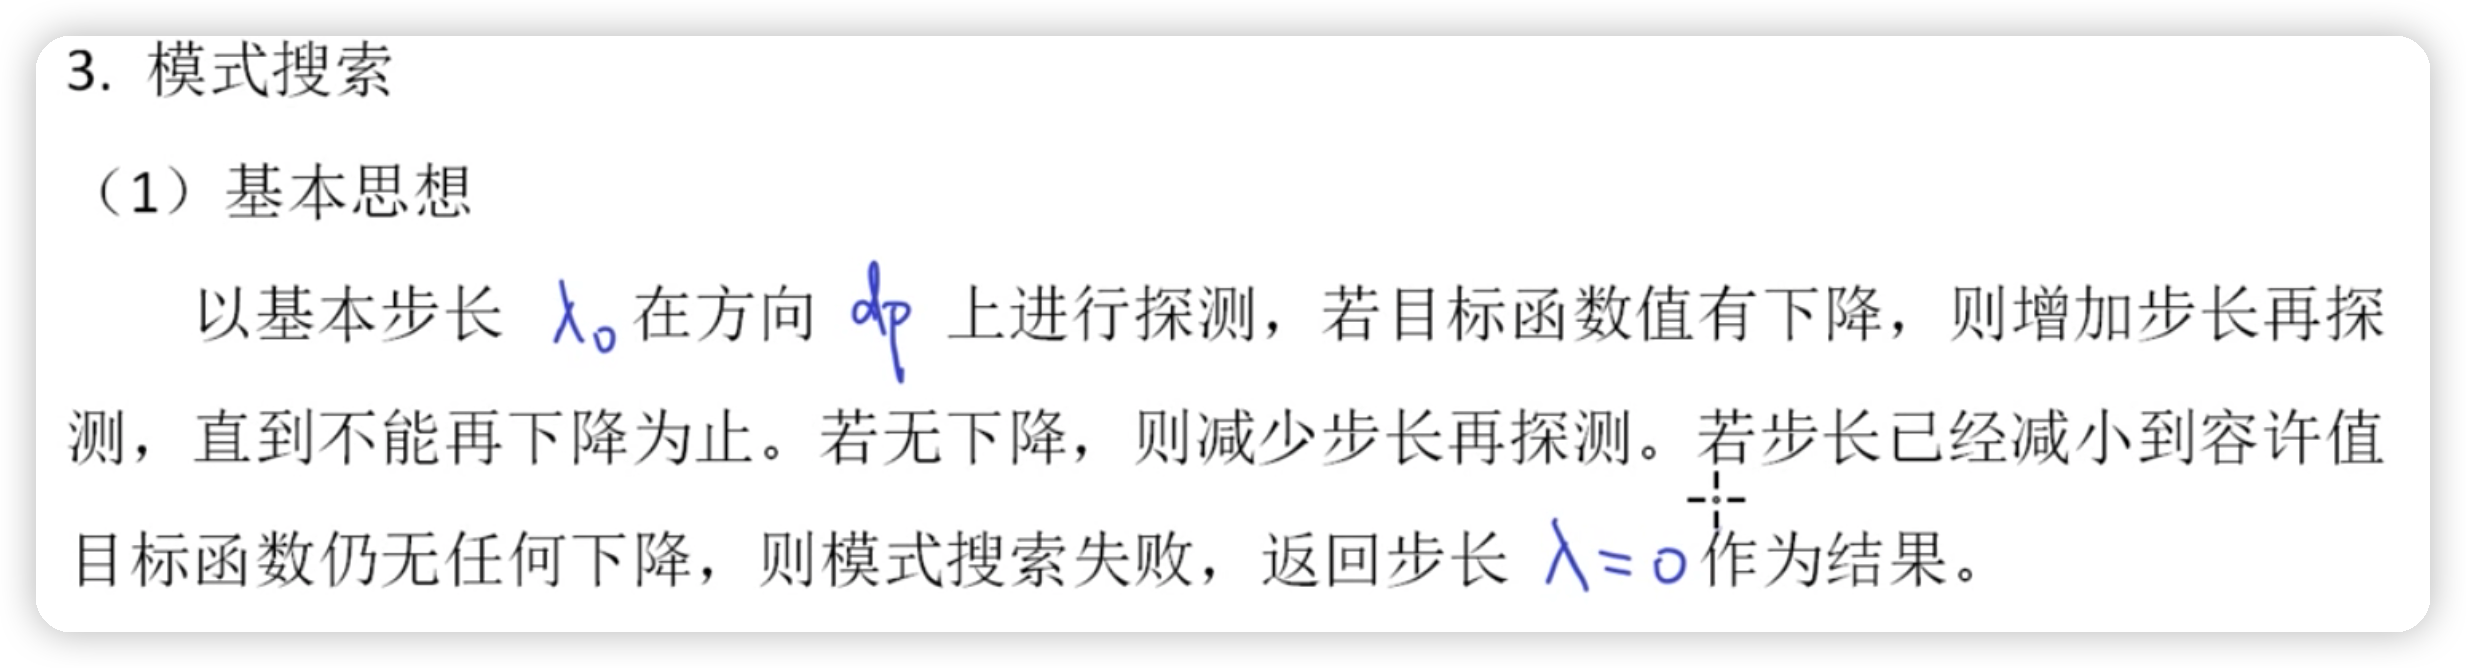 3. 模式搜索
（1）基本思想
以基本步长 λ₀ 在方向 dp 上进行探测，若目标函数值有下降，则增加步长再探
测，直到不能再下降为止。若无下降，则减少步长再探测。若步长已经减小到容许值
目标函数仍无任何下降，则模式搜索失败，返回步长 λ=0 作为结果。